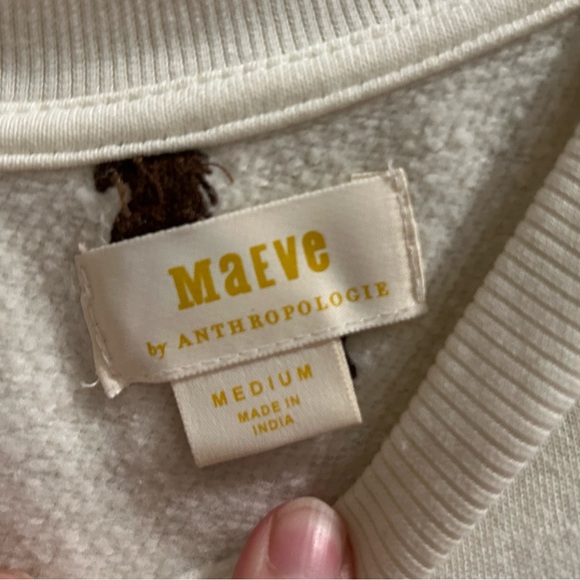 Maeve
by ANTHROPOLOGIE
MEDIUM
MADE IN
INDIA